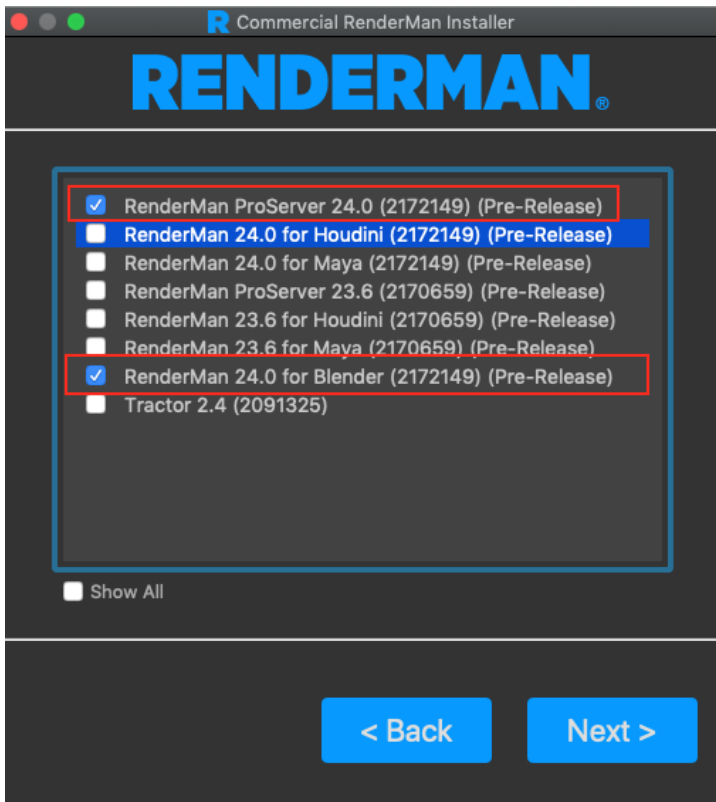 Commercial RenderMan Installer
RENDERMAN®
RenderMan ProServer 24.0 (2172149) (Pre-Release)
RenderMan 24.0 for Houdini (2172149) (Pre-Release)
RenderMan 24.0 for Maya (2172149) (Pre-Release)
RenderMan ProServer 23.6 (2170659) (Pre-Release)
RenderMan 23.6 for Houdini (2170659) (Pre-Release)
RenderMan 23.6 for Maya (2170659) (Pre-Release)
RenderMan 24.0 for Blender (2172149) (Pre-Release)
Tractor 2.4 (2091325)
Show All
< Back
Next >